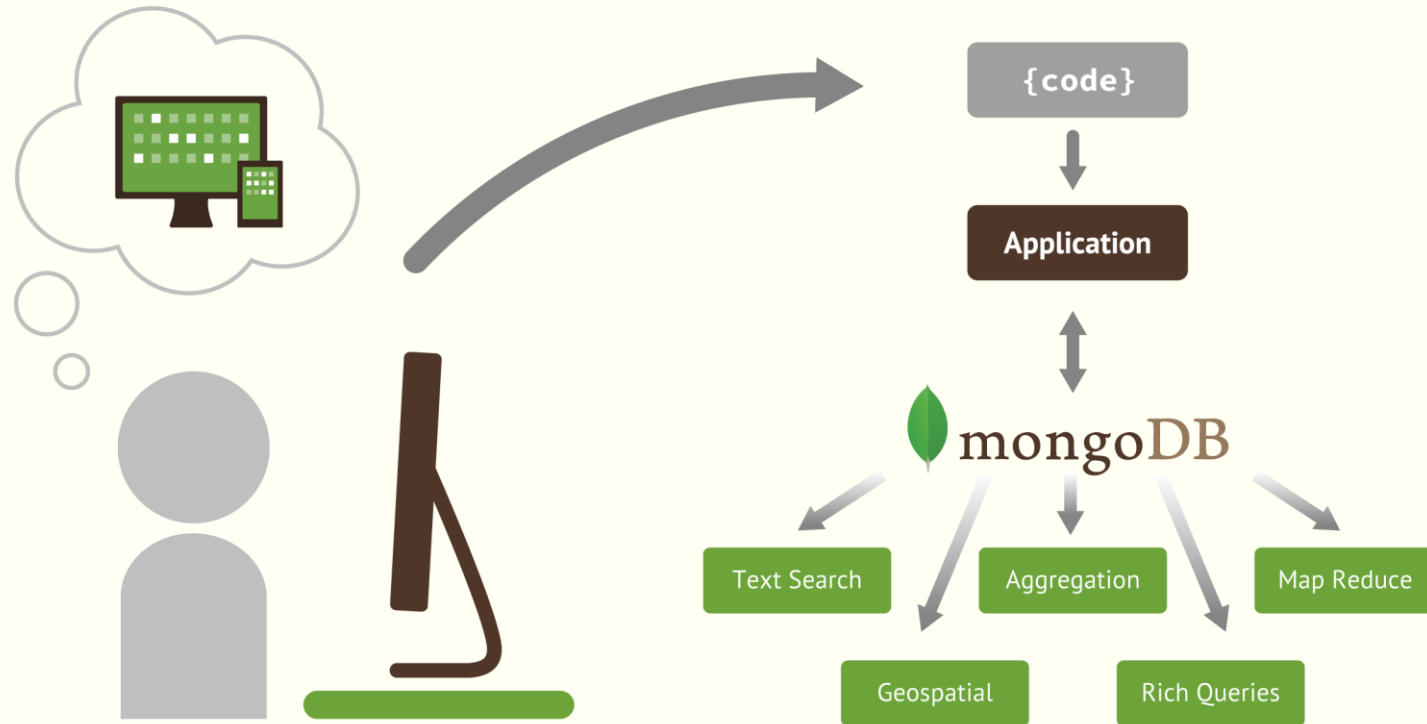 {code}
Application
mongoDB
Text Search
Aggregation
Map Reduce
Geospatial
Rich Queries